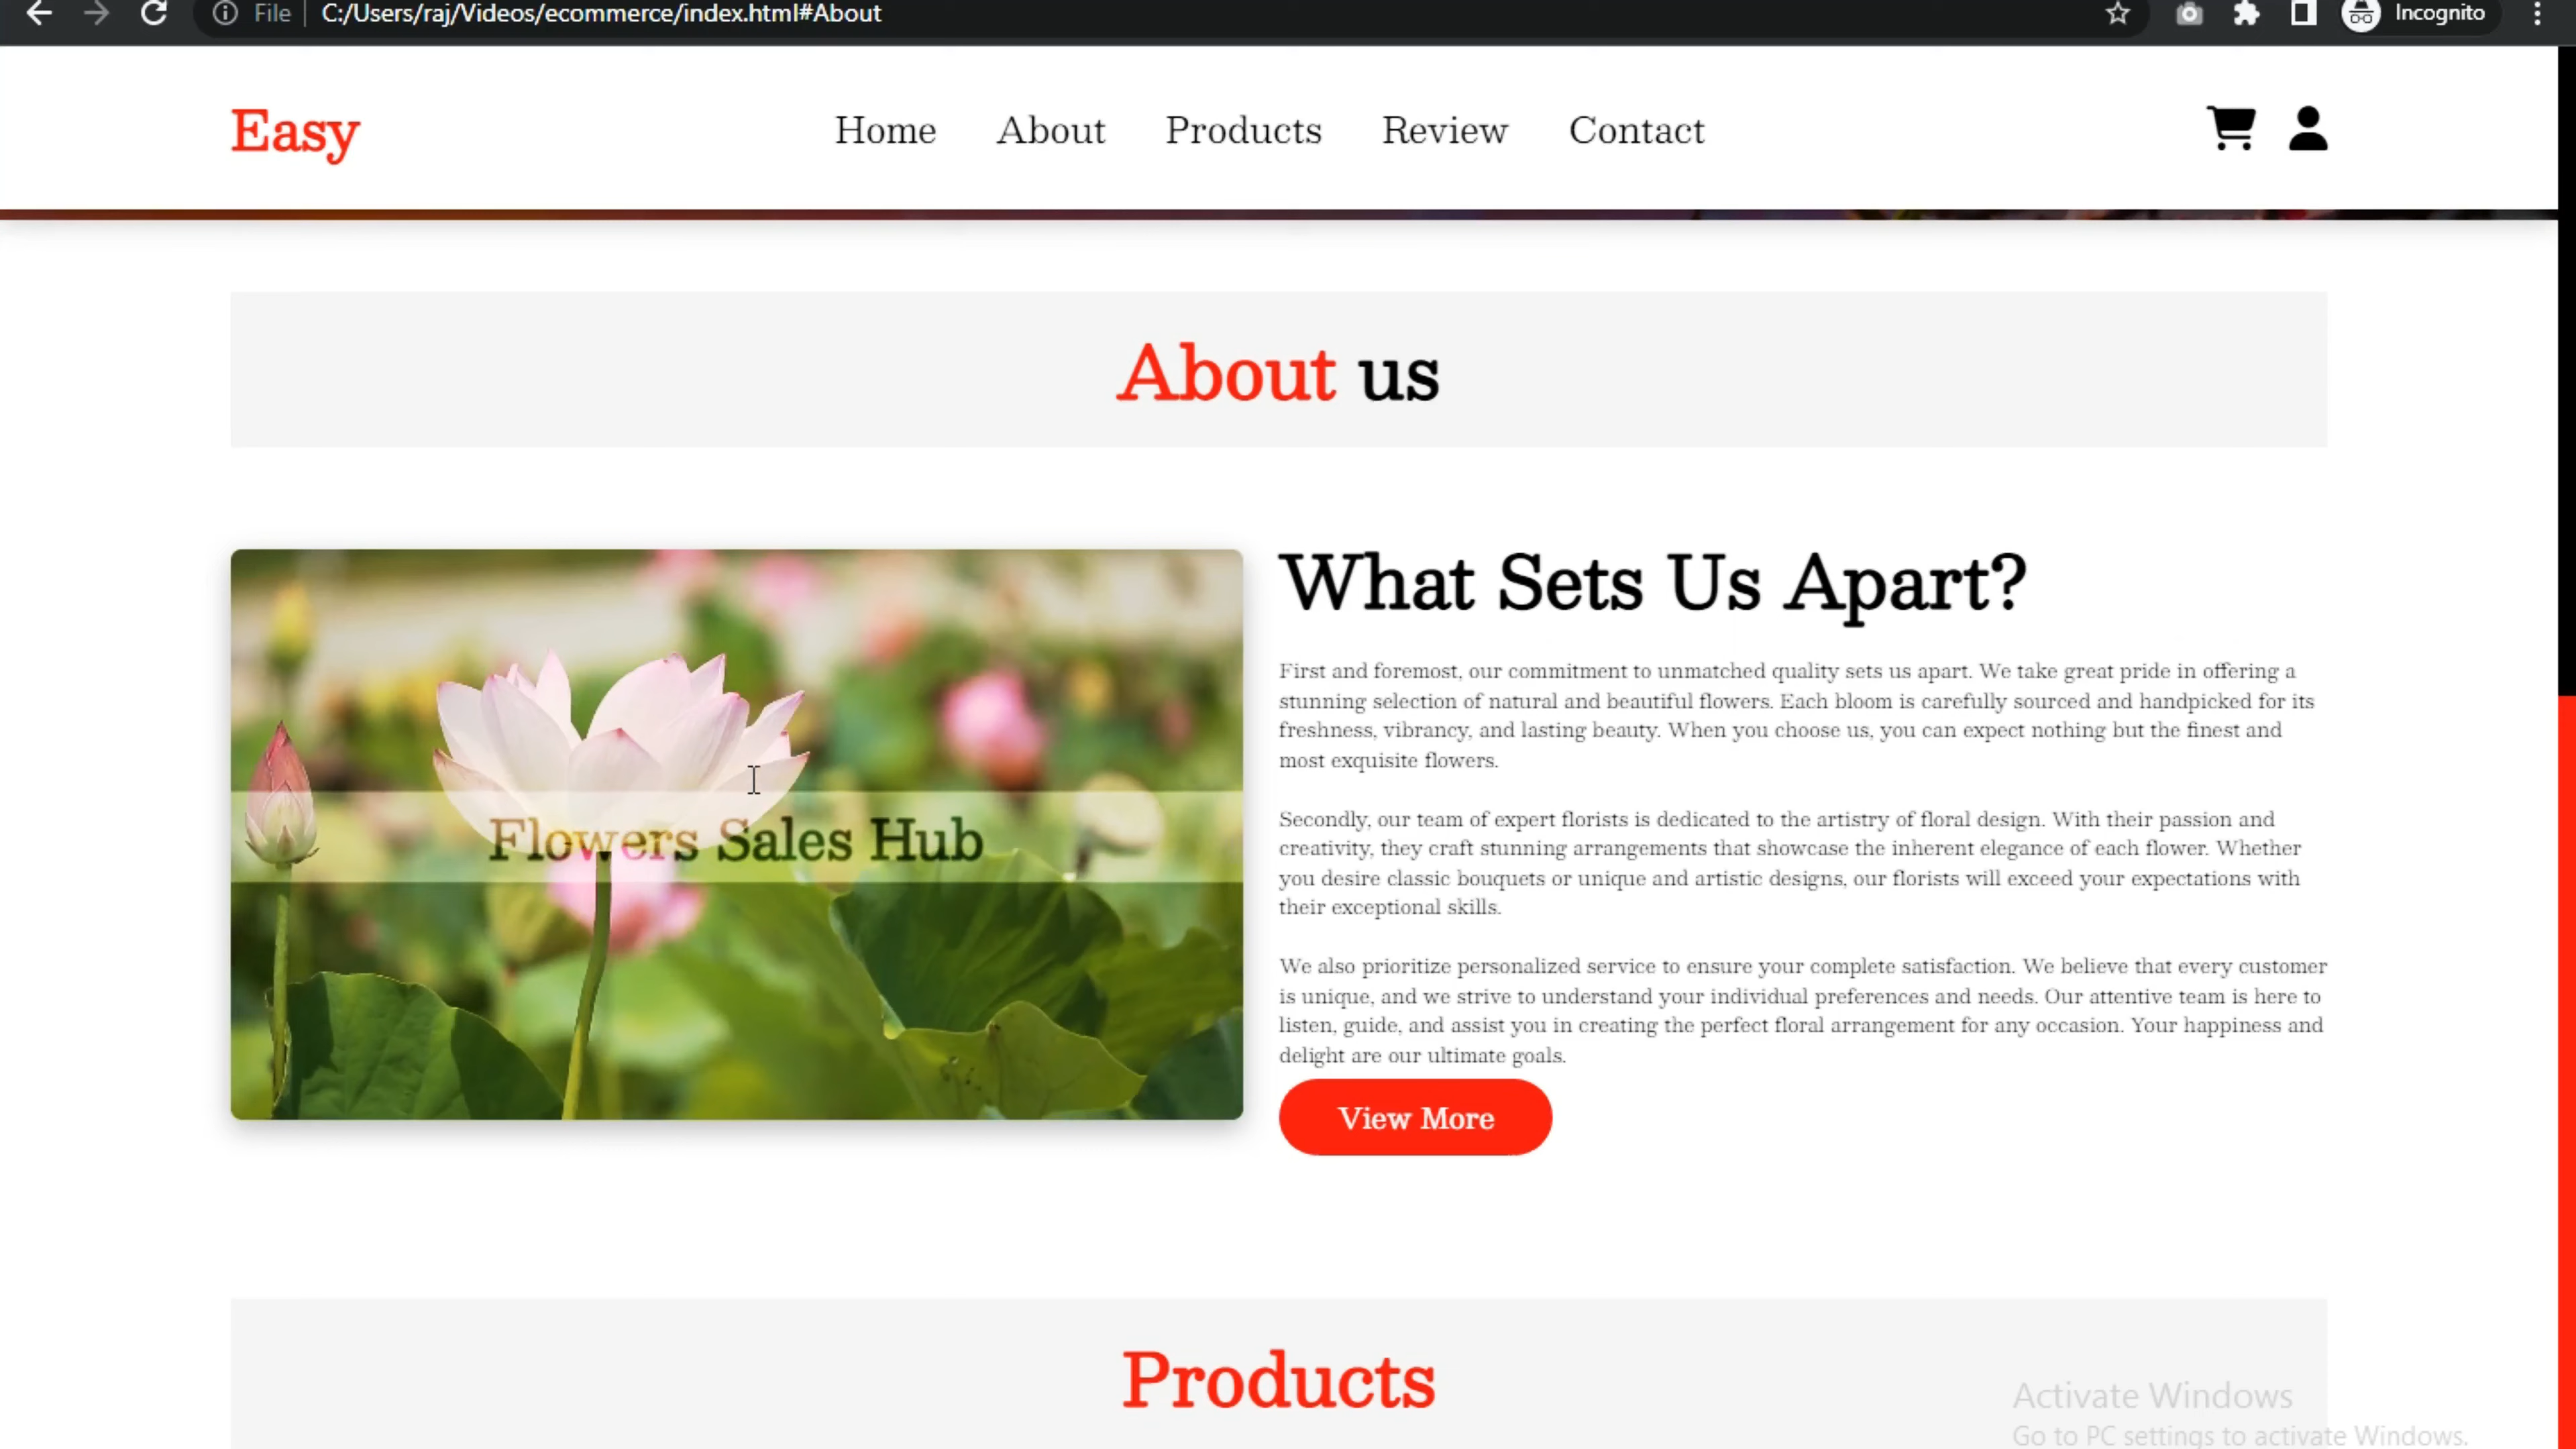 File C:/Users/raj/Videos/ecommerce/index.html#About Incognito
Easy Home About Products Review Contact
About us
What Sets Us Apart?
First and foremost, our commitment to unmatched quality sets us apart. We take great pride in offering a
stunning selection of natural and beautiful flowers. Each bloom is carefully sourced and handpicked for its
freshness, vibrancy, and lasting beauty. When you choose us, you can expect nothing but the finest and
most exquisite flowers.
Secondly, our team of expert florists is dedicated to the artistry of floral design. With their passion and
creativity, they craft stunning arrangements that showcase the inherent elegance of each flower. Whether
you desire classic bouquets or unique and artistic designs, our florists will exceed your expectations with
their exceptional skills.
We also prioritize personalized service to ensure your complete satisfaction. We believe that every customer
is unique, and we strive to understand your individual preferences and needs. Our attentive team is here to
listen, guide, and assist you in creating the perfect floral arrangement for any occasion. Your happiness and
delight are our ultimate goals.
View More
Flowers Sales Hub
Products
Activate Windows
Go to PC settings to activate Windows.